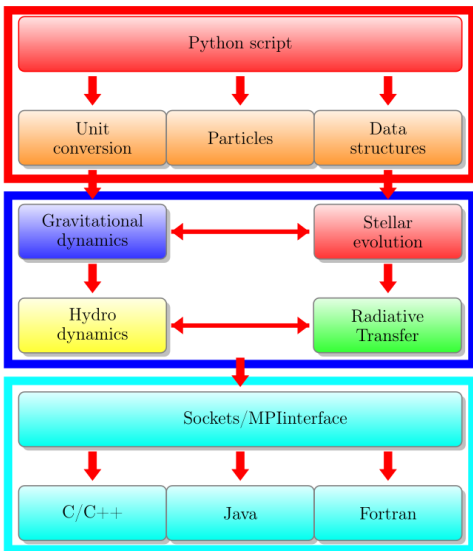 Python script
Unit
conversion
Particles
Data
structures
Gravitational
dynamics
Stellar
evolution
Hydro
dynamics
Radiative
Transfer
Sockets/MPIinterface
C/C++
Java
Fortran